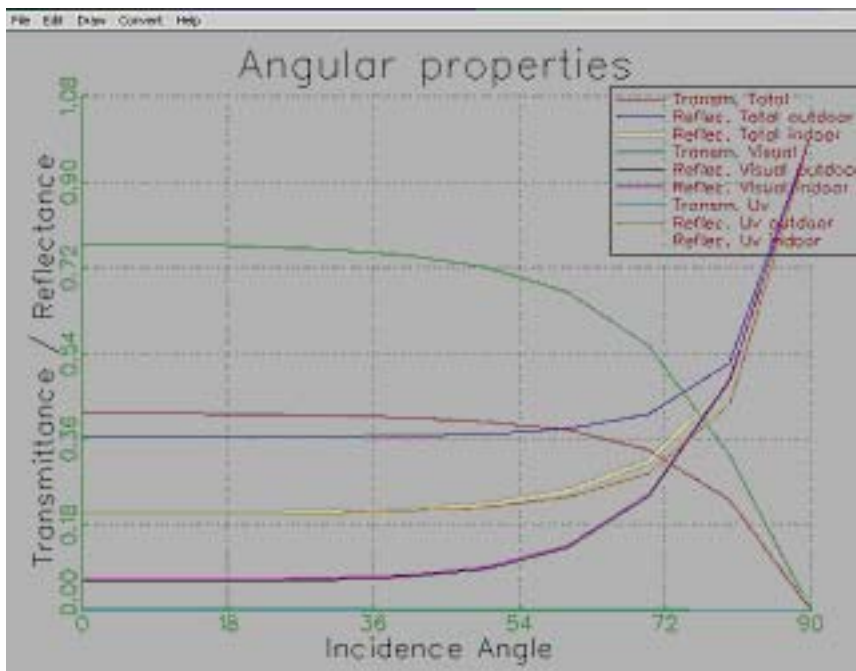 File Edit Draw Convert Help
Angular properties
Transm. Total
Reflec. Total outdoor
Reflec. Total indoor
Transm. Visual
Reflec. Visual outdoor
Reflec. Visual indoor
Transm. Uv
Reflec. Uv outdoor
Reflec. Uv indoor
Transmittance / Reflectance
1.08
0.90
0.72
0.54
0.36
0.18
0.00
0 18 36 54 72 90
Incidence Angle